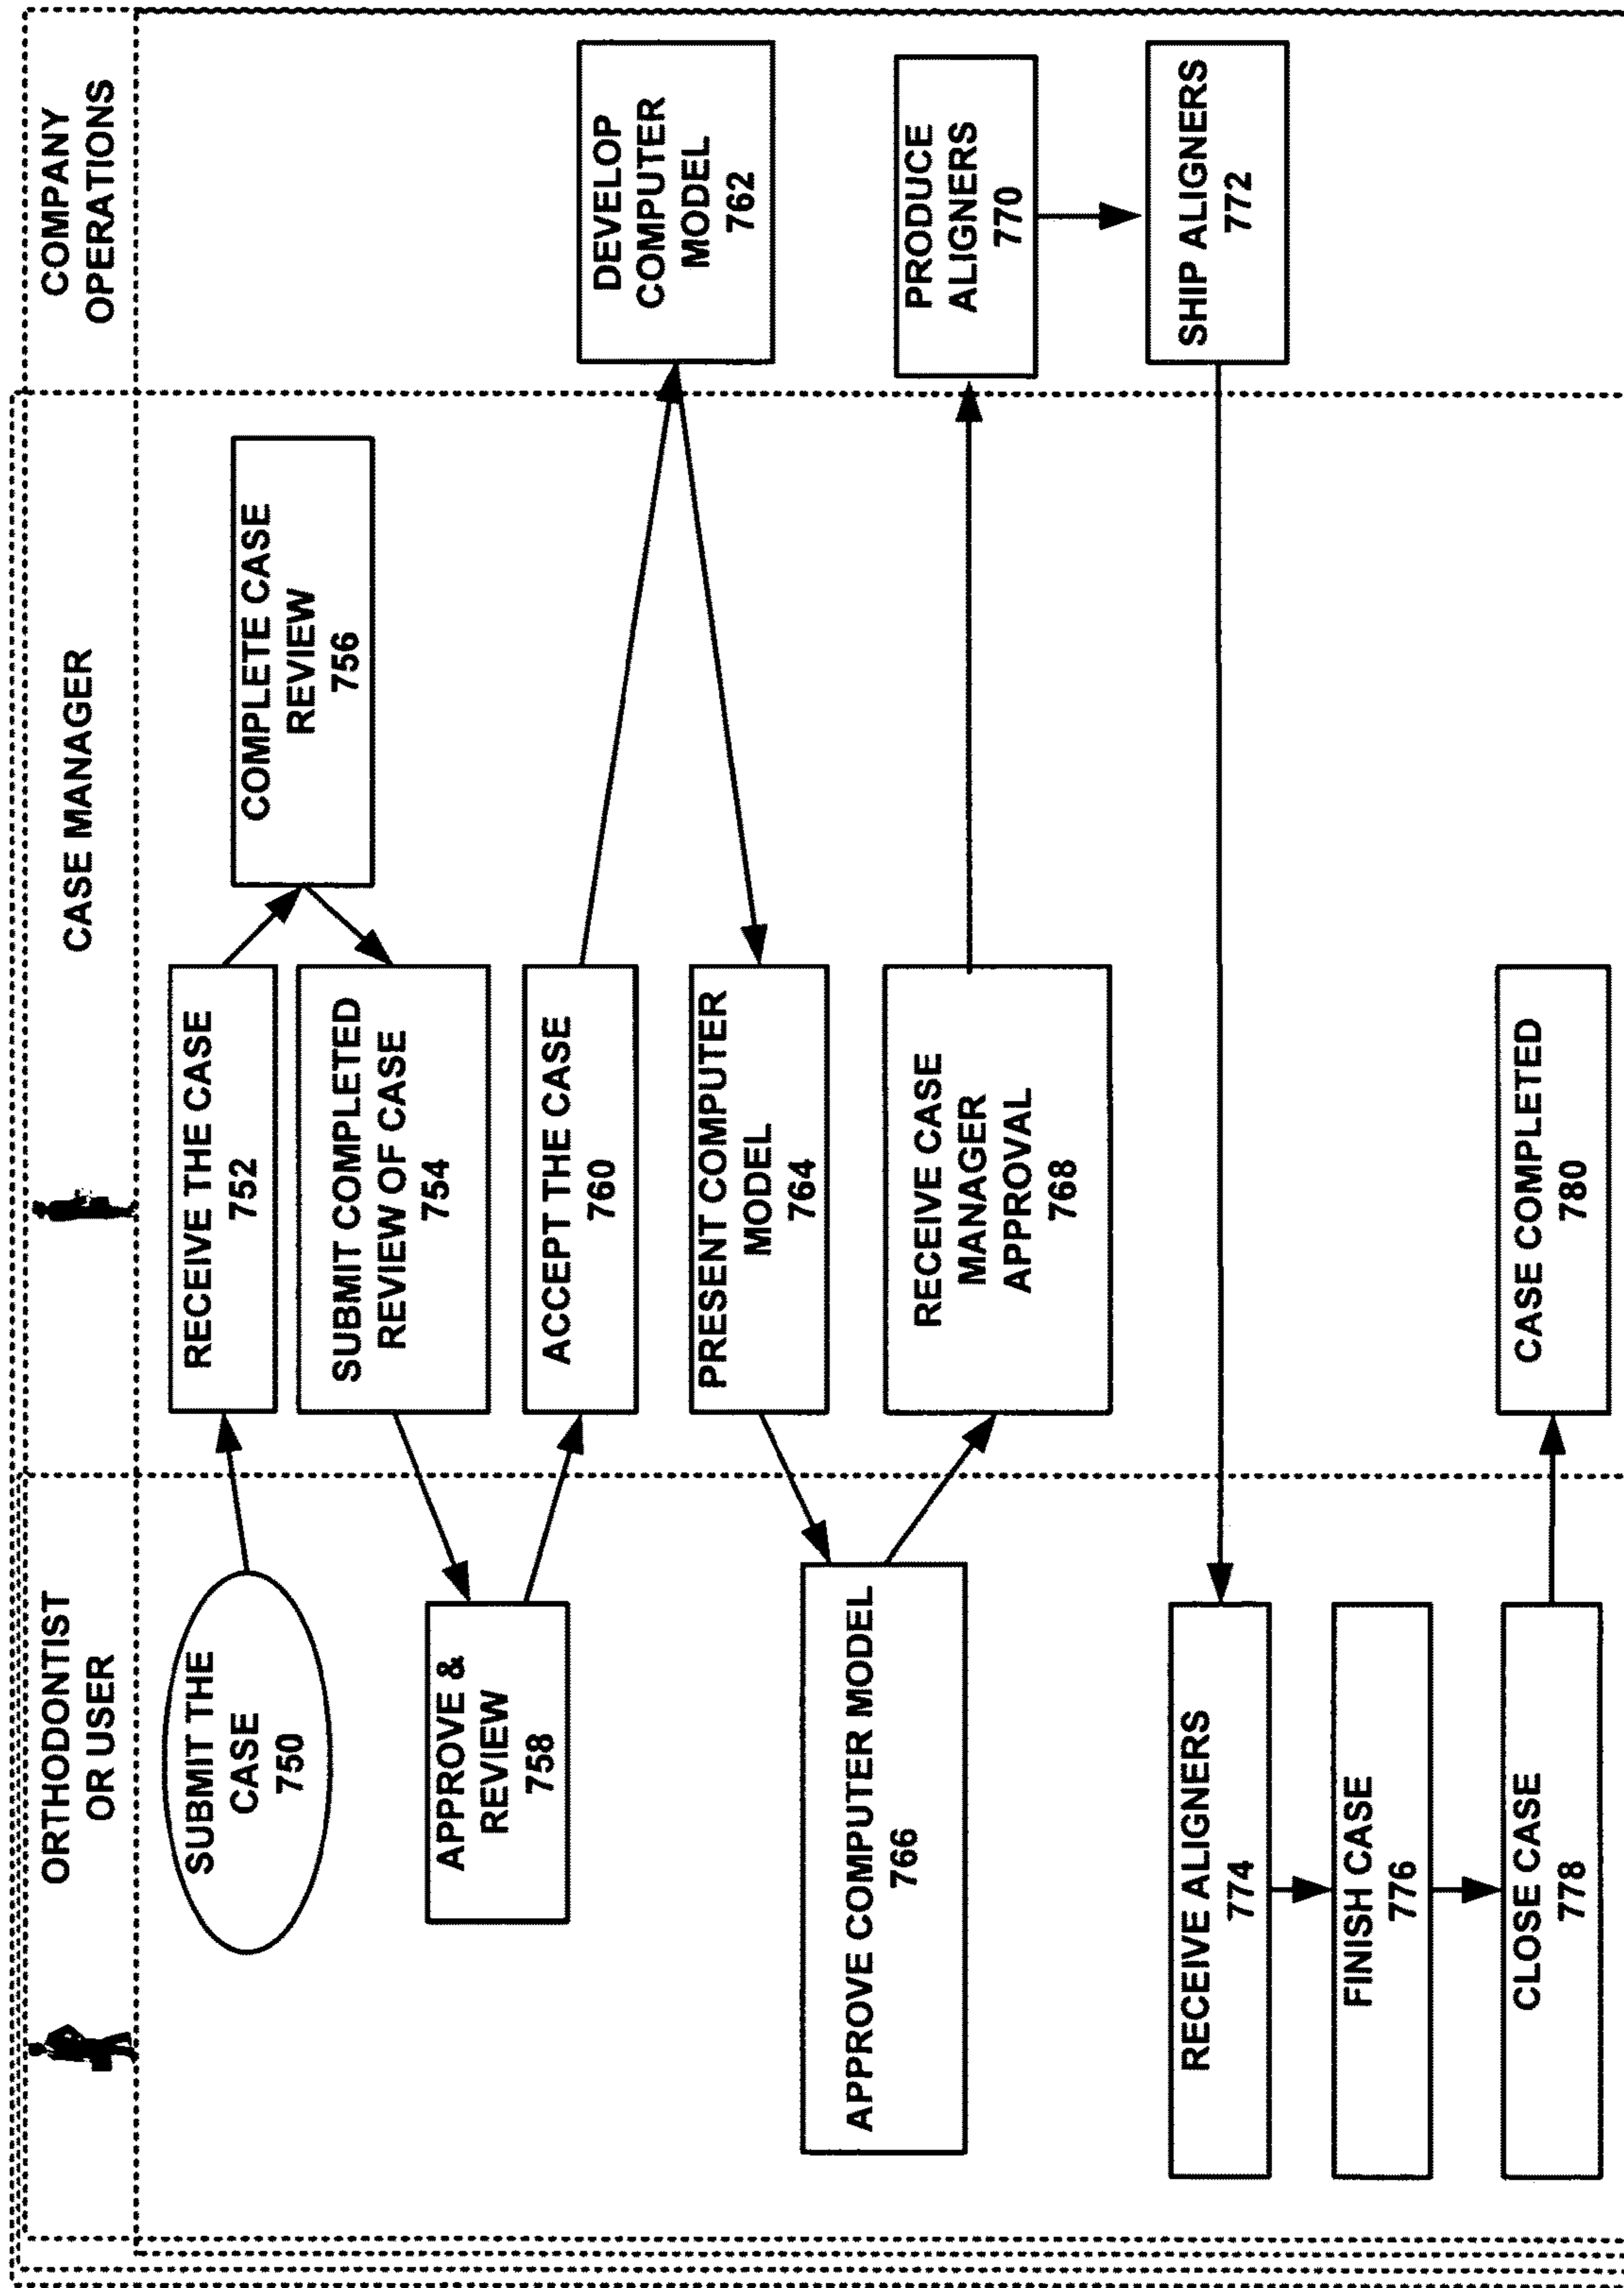 ORTHODONTIST
OR USER
CASE MANAGER
COMPANY
OPERATIONS
SUBMIT THE
CASE
750
RECEIVE THE CASE
752
COMPLETE CASE
REVIEW
756
SUBMIT COMPLETED
REVIEW OF CASE
754
APPROVE &
REVIEW
758
ACCEPT THE CASE
760
DEVELOP
COMPUTER
MODEL
762
PRESENT COMPUTER
MODEL
764
APPROVE COMPUTER MODEL
766
RECEIVE CASE
MANAGER
APPROVAL
768
PRODUCE
ALIGNERS
770
SHIP ALIGNERS
772
RECEIVE ALIGNERS
774
FINISH CASE
776
CLOSE CASE
778
CASE COMPLETED
780